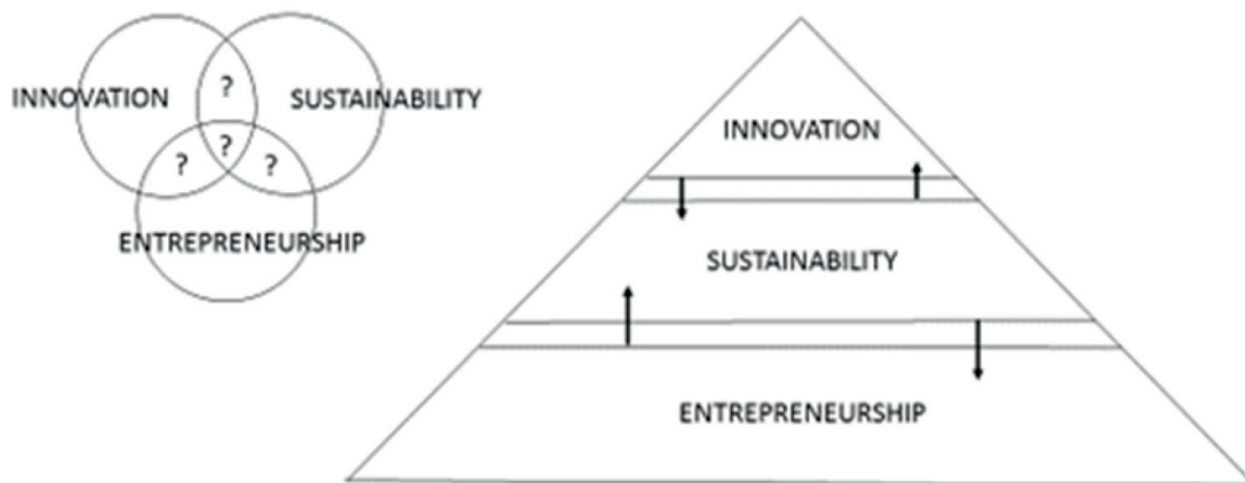 INNOVATION
?
SUSTAINABILITY
?
?
?
ENTREPRENEURSHIP
INNOVATION
SUSTAINABILITY
ENTREPRENEURSHIP